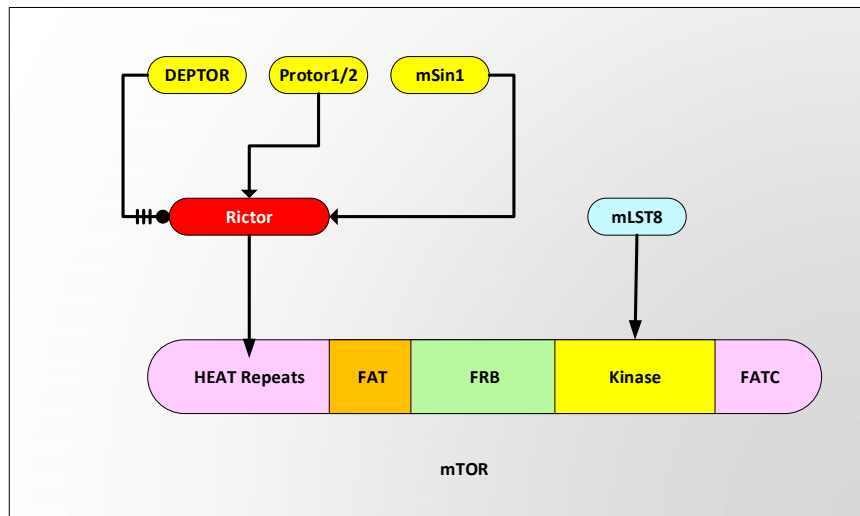 DEPTOR
Protor1/2
mSin1
Rictor
mLST8
HEAT Repeats
FAT
FRB
Kinase
FATC
mTOR